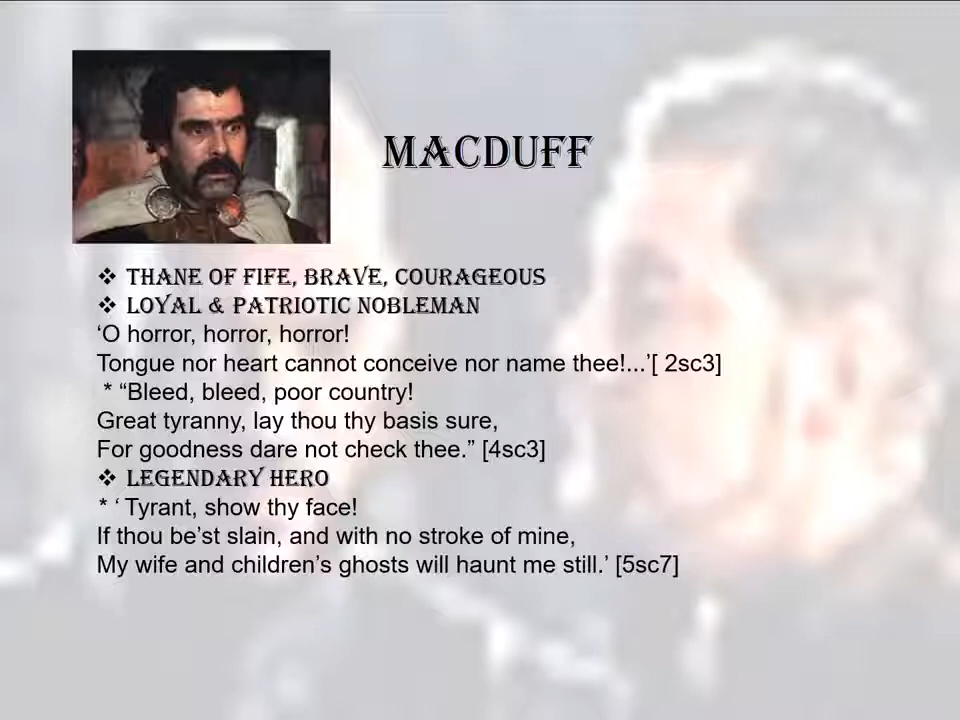 MACDUFF
❖ THANE OF FIFE, BRAVE, COURAGEOUS
❖ LOYAL & PATRIOTIC NOBLEMAN
‘O horror, horror, horror!
Tongue nor heart cannot conceive nor name thee!...’[ 2sc3]
* “Bleed, bleed, poor country!
Great tyranny, lay thou thy basis sure,
For goodness dare not check thee.” [4sc3]
❖ LEGENDARY HERO
* ‘ Tyrant, show thy face!
If thou be’st slain, and with no stroke of mine,
My wife and children’s ghosts will haunt me still.’ [5sc7]